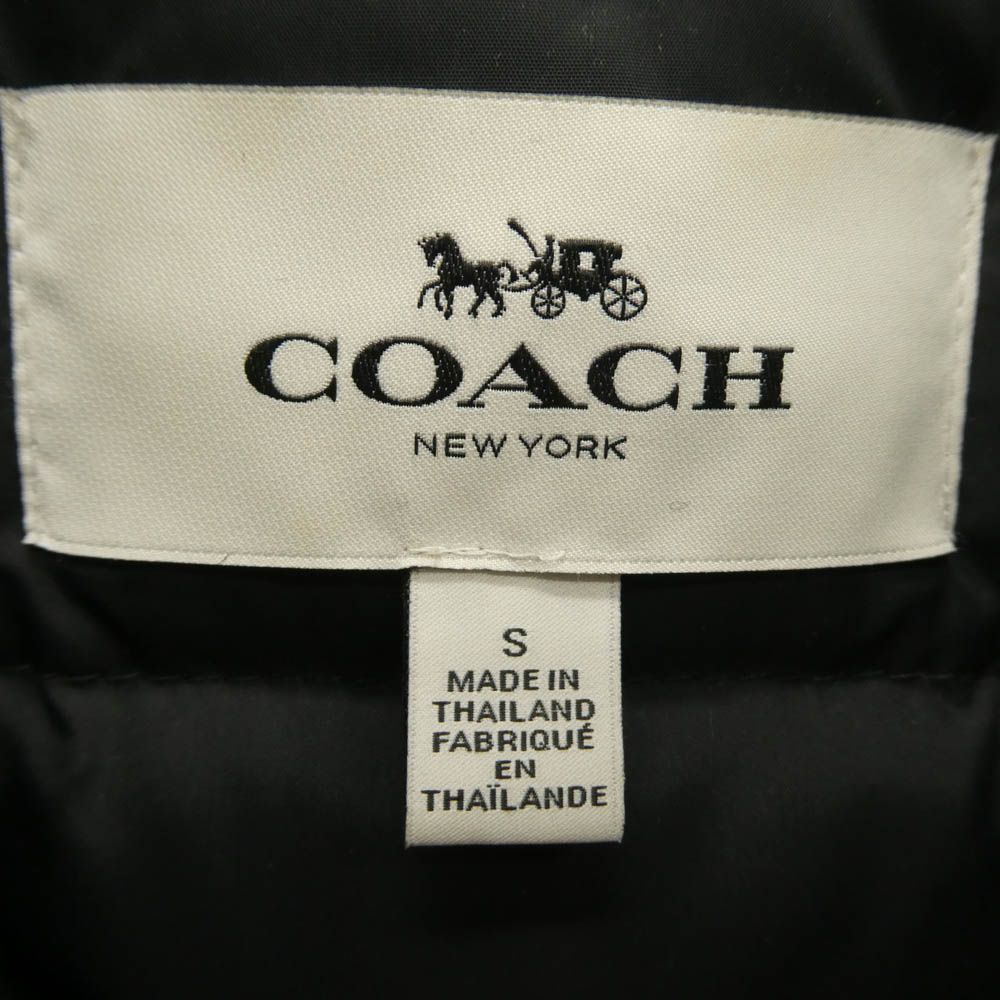 COACH
NEW YORK
S
MADE IN
THAILAND
FABRIQUÉ
EN
THAÏLANDE